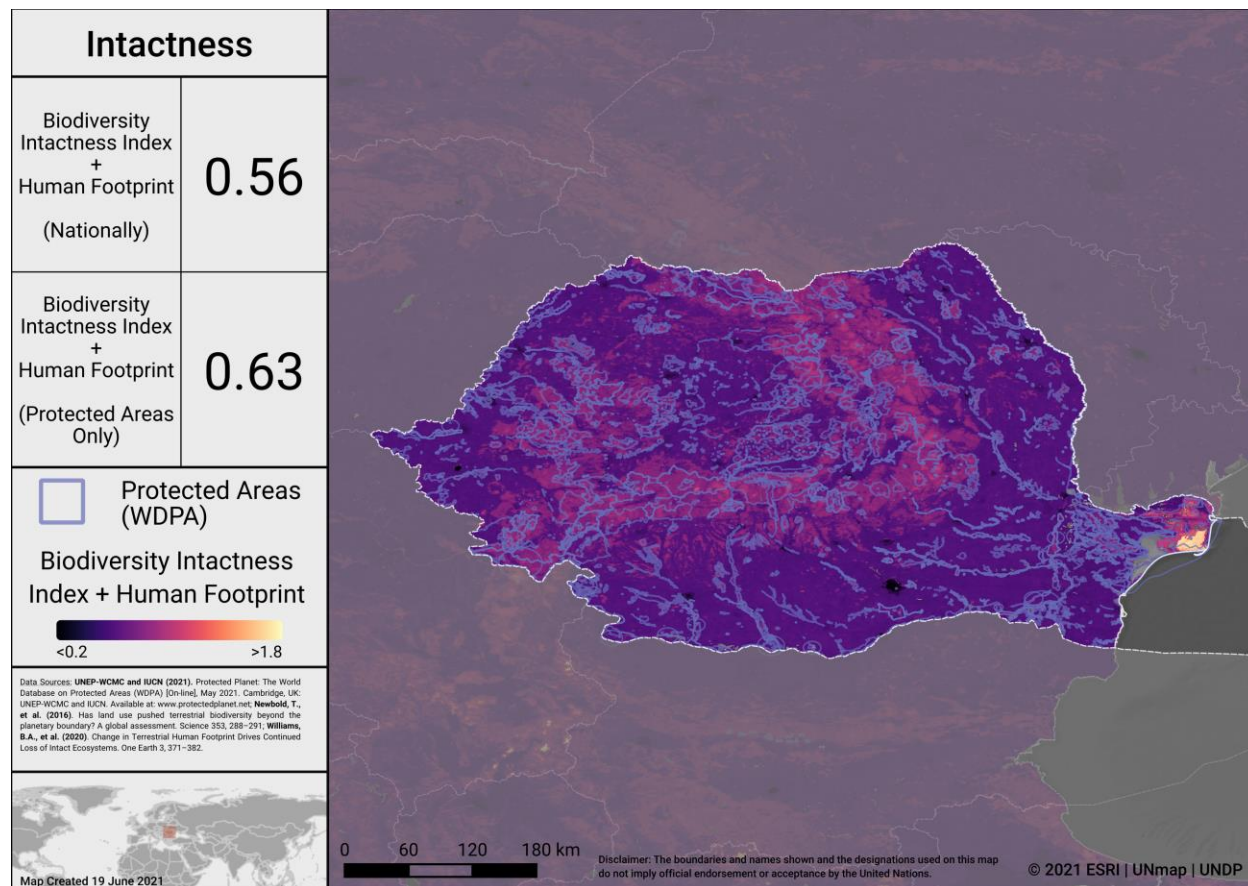 Intactness
Biodiversity
Intactness Index
+
Human Footprint
(Nationally)
0.56
Biodiversity
Intactness Index
+
Human Footprint
(Protected Areas
Only)
0.63
Protected Areas
(WDPA)
Biodiversity Intactness
Index + Human Footprint
<0.2 >1.8
Data Sources: UNEP-WCMC and IUCN (2021). Protected Planet: The World
Database on Protected Areas (WDPA) [On-line], May 2021. Cambridge, UK:
UNEP-WCMC and IUCN. Available at: www.protectedplanet.net; Newbold, T.,
et al. (2016). Has land use pushed terrestrial biodiversity beyond the
planetary boundary? A global assessment. Science 353, 288–291; Williams,
B.A., et al. (2020). Change in Terrestrial Human Footprint Drives Continued
Loss of Intact Ecosystems. One Earth 3, 371–382.
Map Created 19 June 2021
0 60 120 180 km
Disclaimer: The boundaries and names shown and the designations used on this map
do not imply official endorsement or acceptance by the United Nations.
© 2021 ESRI | UNmap | UNDP